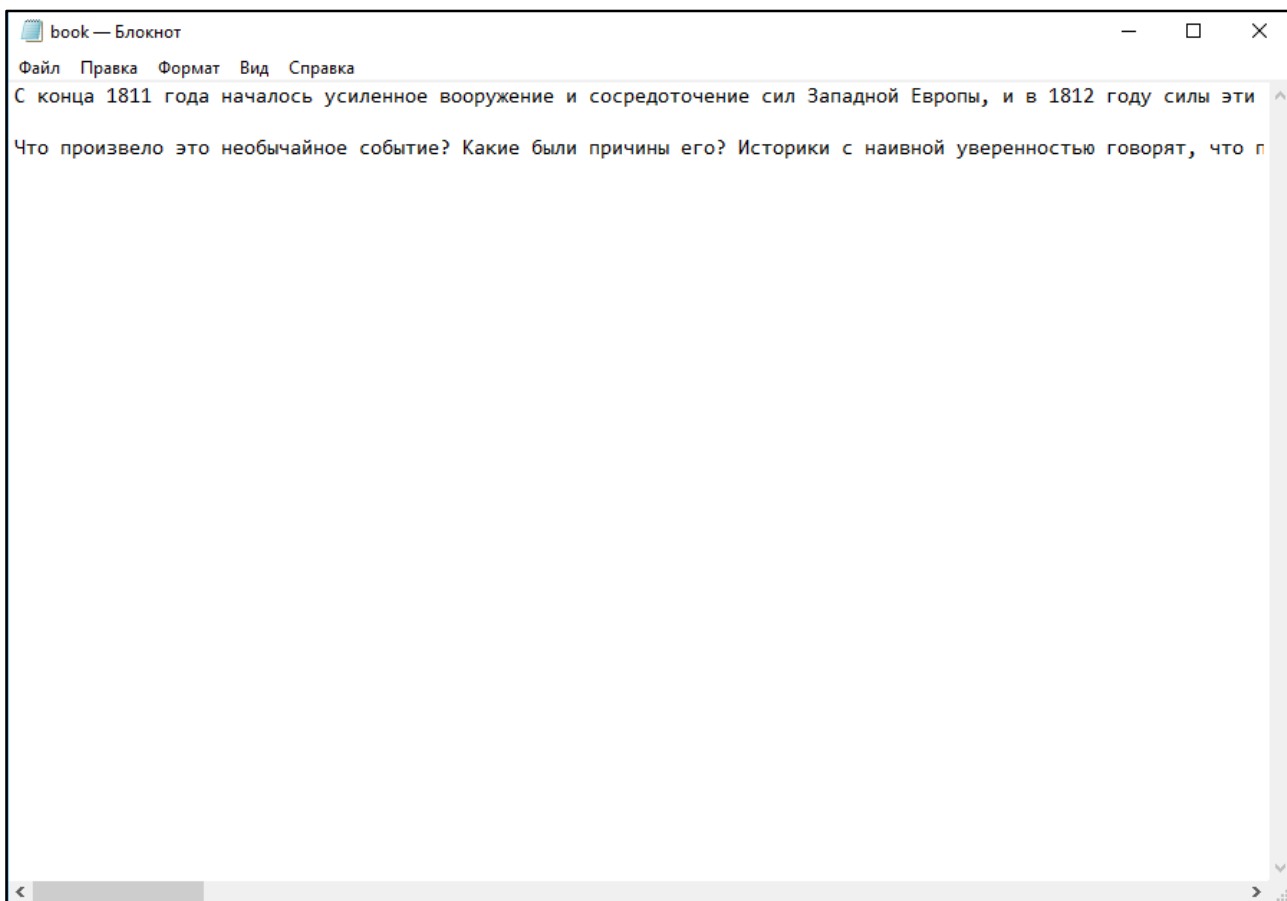 book — Блокнот
Файл Правка Формат Вид Справка
С конца 1811 года началось усиленное вооружение и сосредоточение сил Западной Европы, и в 1812 году силы эти
Что произвело это необычайное событие? Какие были причины его? Историки с наивной уверенностью говорят, что п